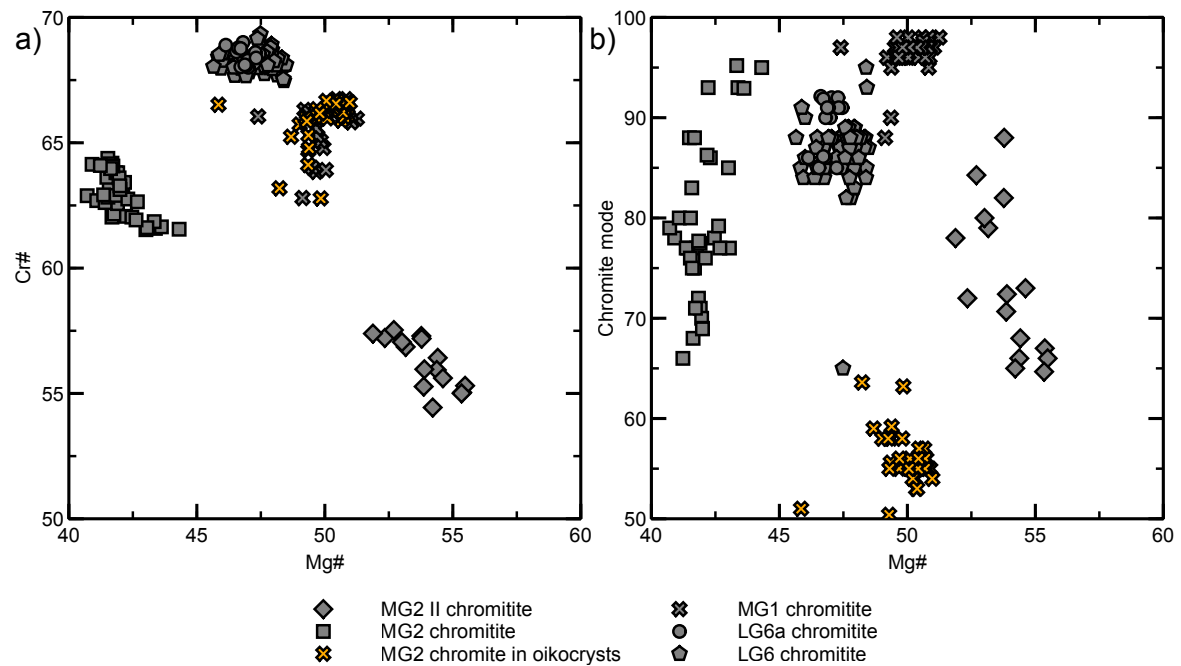 a)
70
65
60
55
50
Cr#
40
45
50
55
60
Mg#
b)
100
90
80
70
60
50
Chromite mode
40
45
50
55
60
Mg#
MG2 II chromitite
MG2 chromitite
MG2 chromite in oikocrysts
MG1 chromitite
LG6a chromitite
LG6 chromitite